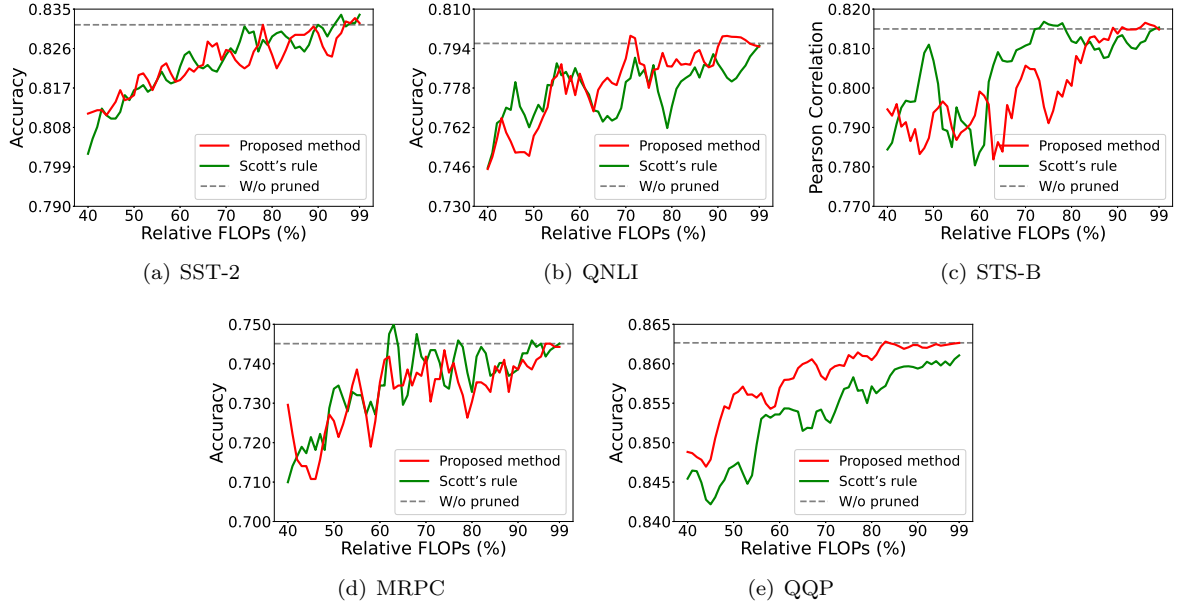 0.835
0.826
0.817
0.808
0.799
0.790
Accuracy
40 50 60 70 80 90 99
Relative FLOPs (%)
Proposed method
Scott's rule
W/o pruned
(a) SST-2
0.810
0.794
0.778
0.762
0.746
0.730
Accuracy
40 50 60 70 80 90 99
Relative FLOPs (%)
Proposed method
Scott's rule
W/o pruned
(b) QNLI
0.820
0.810
0.800
0.790
0.780
0.770
Pearson Correlation
40 50 60 70 80 90 99
Relative FLOPs (%)
Proposed method
Scott's rule
W/o pruned
(c) STS-B
0.750
0.740
0.730
0.720
0.710
0.700
Accuracy
40 50 60 70 80 90 99
Relative FLOPs (%)
Proposed method
Scott's rule
W/o pruned
(d) MRPC
0.865
0.860
0.855
0.850
0.845
0.840
Accuracy
40 50 60 70 80 90 99
Relative FLOPs (%)
Proposed method
Scott's rule
W/o pruned
(e) QQP